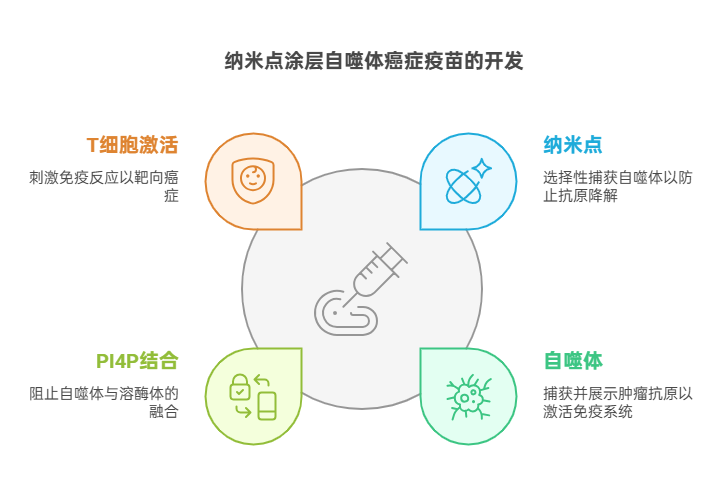 纳米点涂层自噬体癌症疫苗的开发
T细胞激活
刺激免疫反应以靶向癌
症
纳米点
选择性捕获自噬体以防
止抗原降解
PI4P结合
阻止自噬体与溶酶体的
融合
自噬体
捕获并展示肿瘤抗原以
激活免疫系统